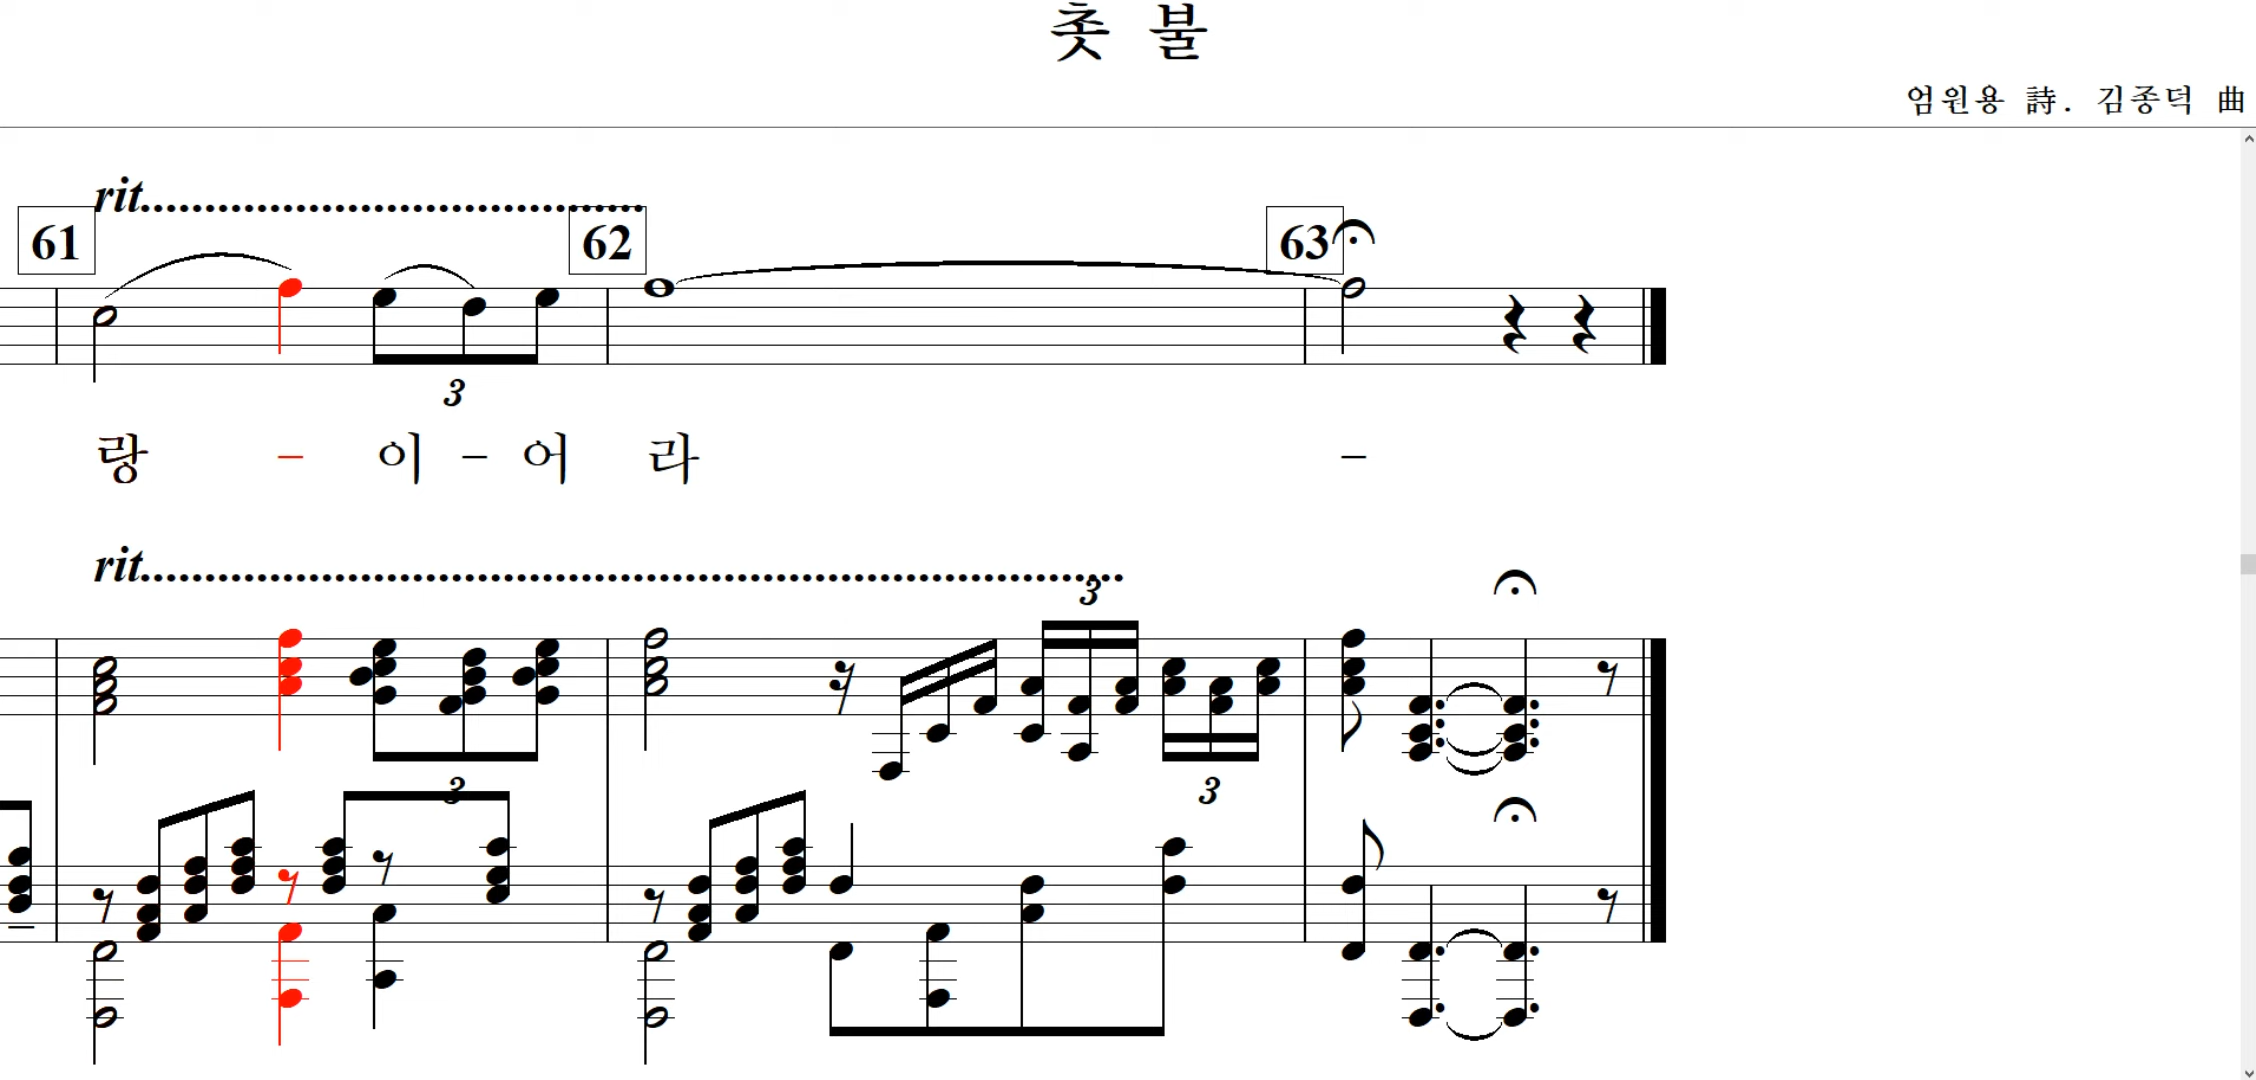 촛 불
엄원용 詩. 김종덕 曲
rit.......................................
61 62 63
3
랑 - 이 - 어 라 -
rit............................................................................
3
3 3